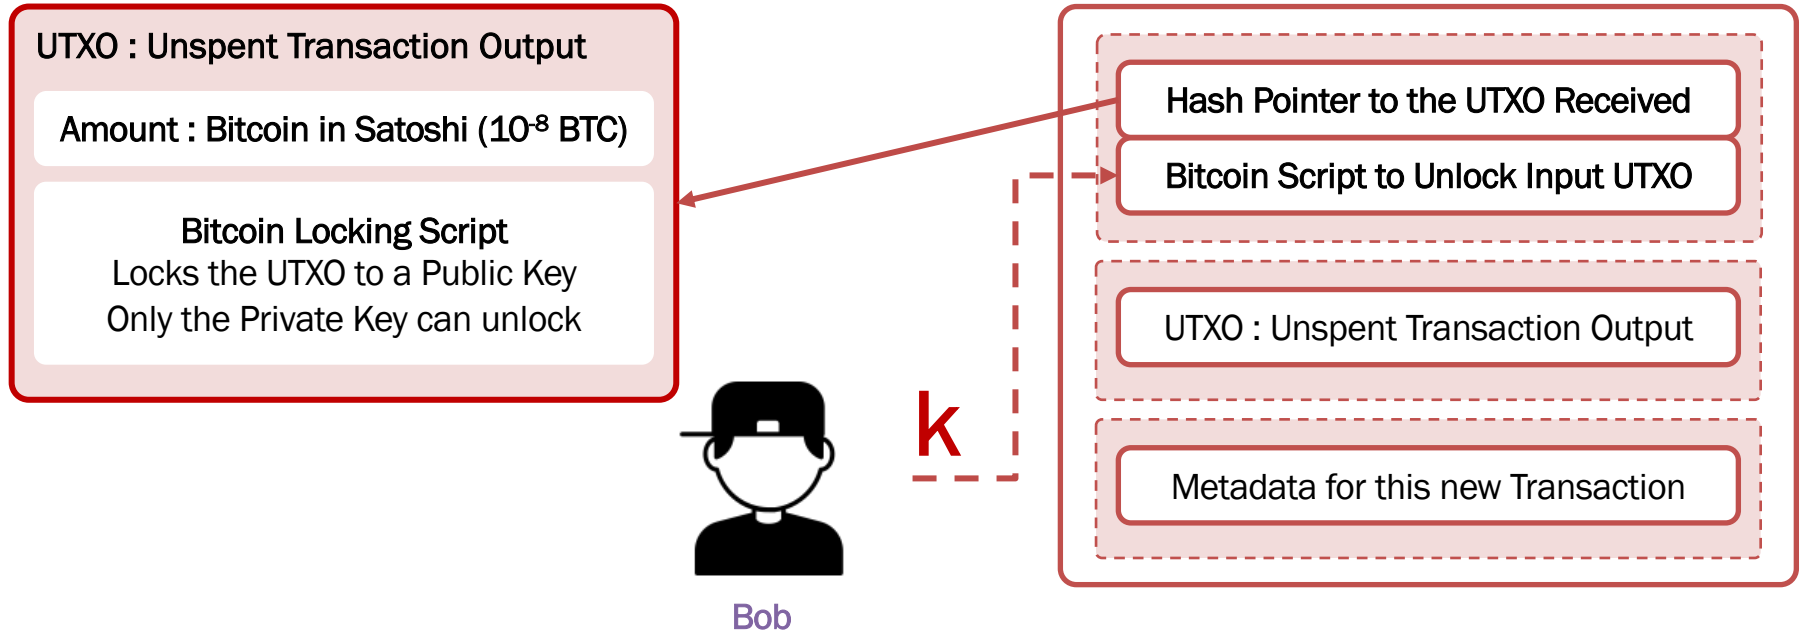 UTXO : Unspent Transaction Output
Amount : Bitcoin in Satoshi (10⁻⁸ BTC)
Bitcoin Locking Script
Locks the UTXO to a Public Key
Only the Private Key can unlock
k
Bob
Hash Pointer to the UTXO Received
Bitcoin Script to Unlock Input UTXO
UTXO : Unspent Transaction Output
Metadata for this new Transaction